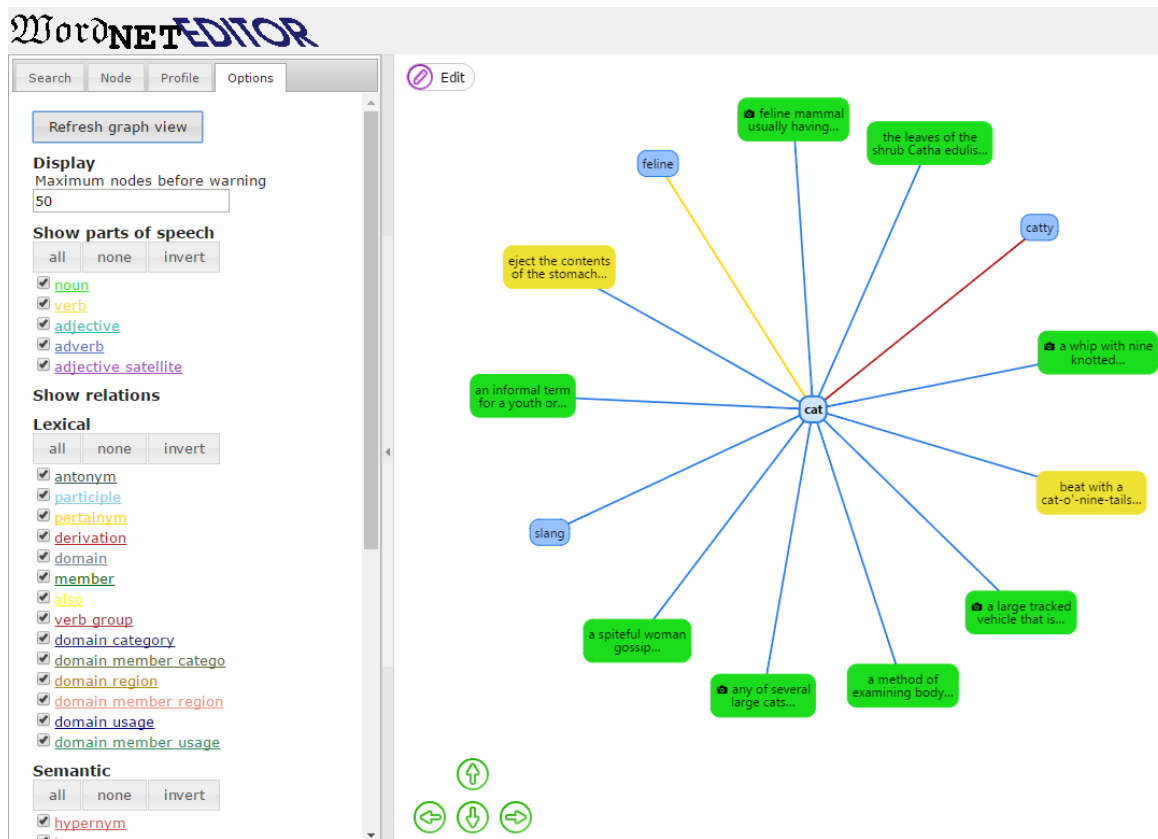 WordNET EDITOR
Search Node Profile Options
Refresh graph view
Display
Maximum nodes before warning
50
Show parts of speech
all none invert
noun
verb
adjective
adverb
adjective satellite
Show relations
Lexical
all none invert
antonym
participle
pertainym
derivation
domain
member
also
verb group
domain category
domain member catego
domain region
domain member region
domain usage
domain member usage
Semantic
all none invert
hypernym
Edit
feline mammal
usually having...
the leaves of the
shrub Catha edulis...
feline
catty
eject the contents
of the stomach...
a whip with nine
knotted...
an informal term
for a youth or...
cat
beat with a
cat-o'-nine-tails...
slang
a large tracked
vehicle that is...
a spiteful woman
gossip...
a method of
examining body...
any of several
large cats...